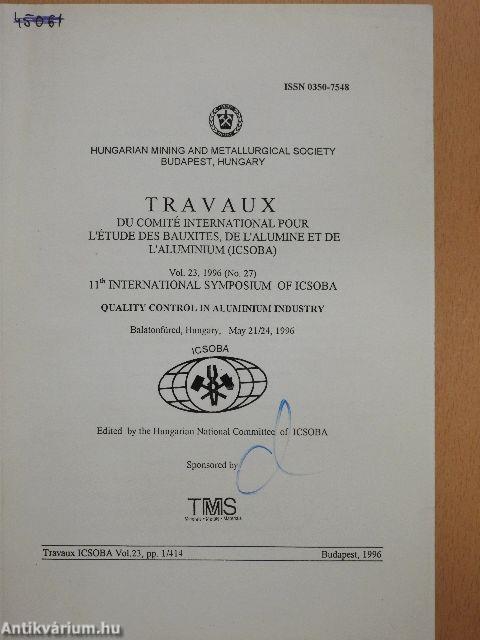 45061
ISSN 0350-7548
HUNGARIAN MINING AND METALLURGICAL SOCIETY
BUDAPEST, HUNGARY
TRAVAUX
DU COMITÉ INTERNATIONAL POUR
L'ÉTUDE DES BAUXITES, DE L'ALUMINE ET DE
L'ALUMINIUM (ICSOBA)
Vol. 23, 1996 (No. 27)
11th INTERNATIONAL SYMPOSIUM OF ICSOBA
QUALITY CONTROL IN ALUMINIUM INDUSTRY
Balatonfüred, Hungary, May 21/24, 1996
ICSOBA
Edited by the Hungarian National Committee of ICSOBA
Sponsored by
TMS
Minerals • Metals • Materials
Travaux ICSOBA Vol.23, pp. 1/414 Budapest, 1996
Antikvárium.hu